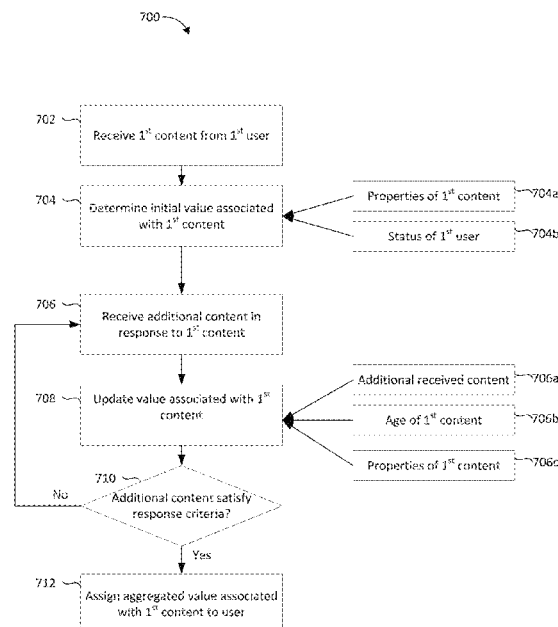 700
702
Receive 1st content from 1st user
704
Determine initial value associated
with 1st content
Properties of 1st content
704a
Status of 1st user
704b
706
Receive additional content in
response to 1st content
708
Update value associated with 1st
content
Additional received content
706a
Age of 1st content
706b
Properties of 1st content
706c
710
No
Additional content satisfy
response criteria?
Yes
712
Assign aggregated value associated
with 1st content to user